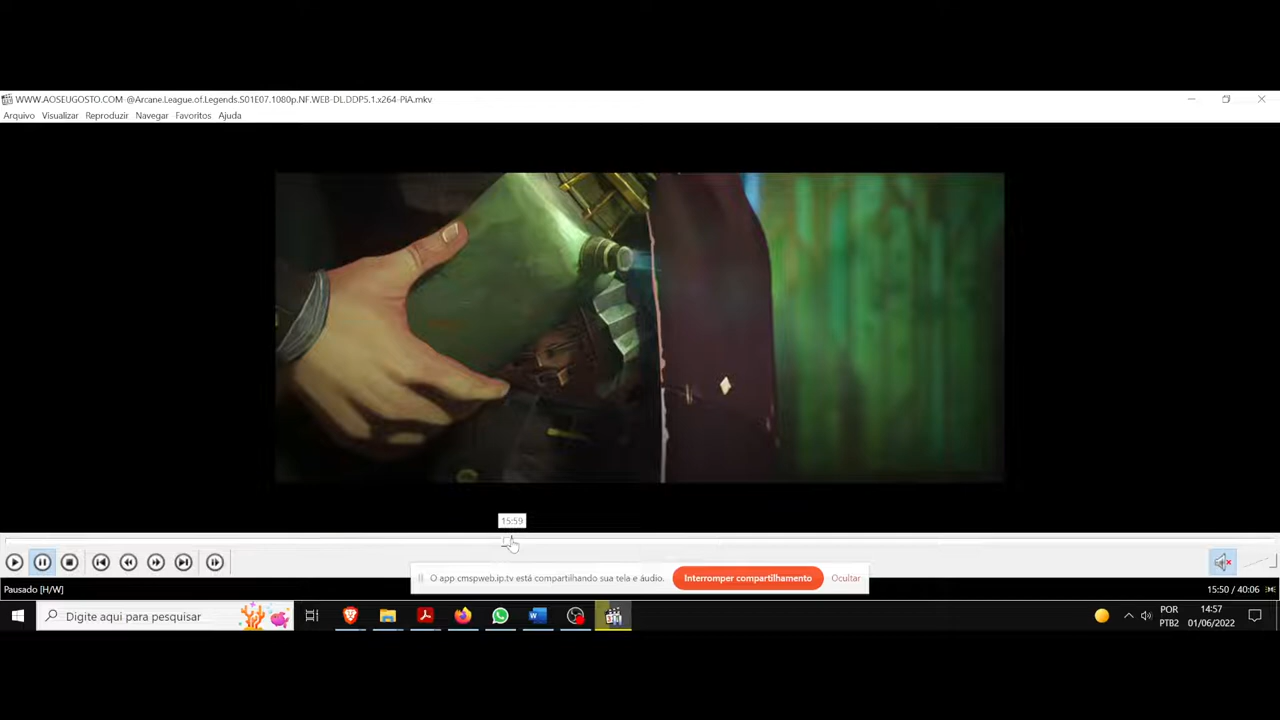 WWW.AOSEUGOSTO.COM -@Arcane.League.of.Legends.S01E07.1080p.NF.WEB-DL.DDP5.1.x264-PiA.mkv
Arquivo Visualizar Reproduzir Navegar Favoritos Ajuda
15:59
O app cmspweb.ip.tv está compartilhando sua tela e áudio. Interromper compartilhamento Ocultar
Pausado [H/W] 15:50 / 40:06
Digite aqui para pesquisar
POR 14:57
PTB2 01/06/2022